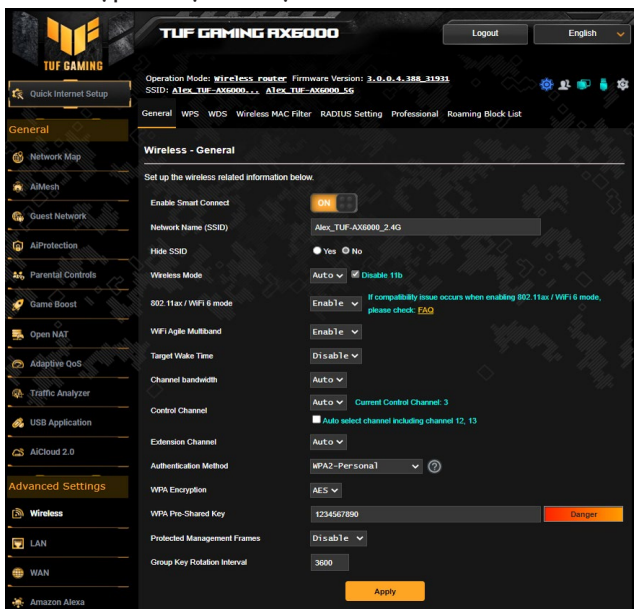 TUF GAMING AX6000
Logout
English
TUF GAMING
Operation Mode: Wireless router Firmware Version: 3.0.0.4.388_31931
SSID: Alex_TUF-AX6000... Alex_TUF-AX6000_5G
Quick Internet Setup
General WPS WDS Wireless MAC Filter RADIUS Setting Professional Roaming Block List
General
Network Map
AiMesh
Guest Network
AiProtection
Parental Controls
Game Boost
Open NAT
Adaptive QoS
Traffic Analyzer
USB Application
AiCloud 2.0
Advanced Settings
Wireless
LAN
WAN
Amazon Alexa
Wireless - General
Set up the wireless related information below.
Enable Smart Connect ON
Network Name (SSID) Alex_TUF-AX6000_2.4G
Hide SSID Yes No
Wireless Mode Auto Disable 11b
802.11ax / WiFi 6 mode Enable If compatibility issue occurs when enabling 802.11ax / WiFi 6 mode,
please check: FAQ
WiFi Agile Multiband Enable
Target Wake Time Disable
Channel bandwidth Auto
Control Channel Auto Current Control Channel: 3
Auto select channel including channel 12, 13
Extension Channel Auto
Authentication Method WPA2-Personal ?
WPA Encryption AES
WPA Pre-Shared Key 1234567890 Danger
Protected Management Frames Disable
Group Key Rotation Interval 3600
Apply